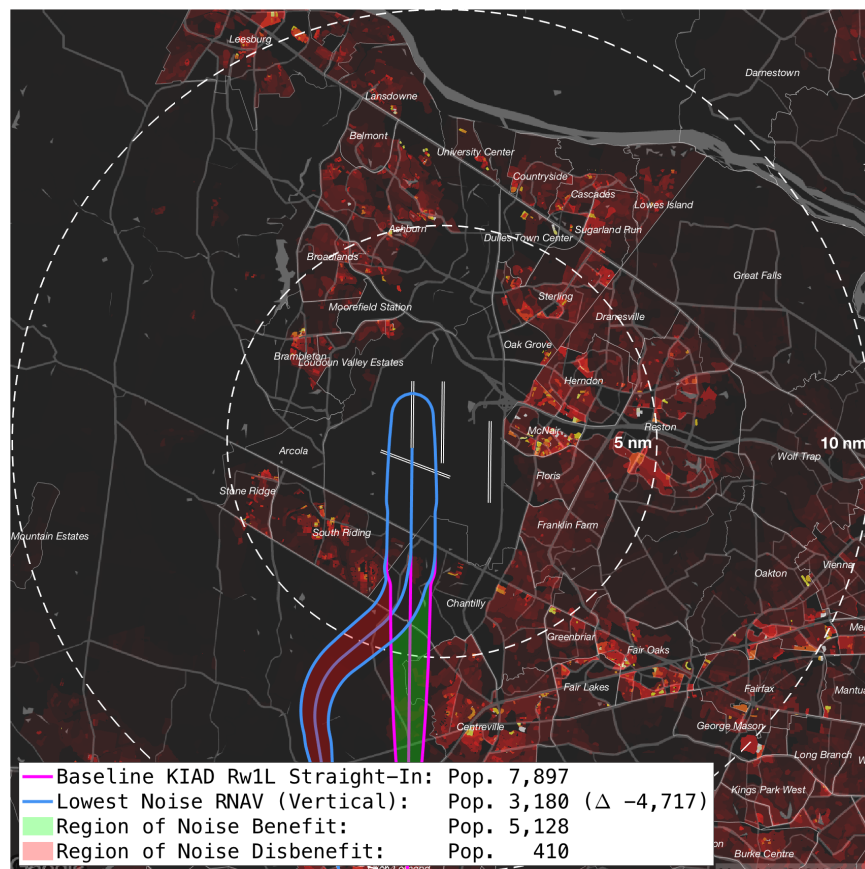 Leesburg
Darnestown
Lansdowne
Belmont
University Center
Countryside
Cascades
Lowes Island
Ashburn
Dulles Town Center
Sugarland Run
Broadlands
Great Falls
Sterling
Moorefield Station
Dranesville
Oak Grove
Brambleton
Loudoun Valley Estates
Herndon
McNair
Reston
5 nm
10 nm
Arcola
Wolf Trap
Floris
Stone Ridge
Franklin Farm
South Riding
Mountain Estates
Oakton
Vienna
Chantilly
Greenbriar
Fair Oaks
Fair Lakes
Fairfax
Mantua
Centreville
George Mason
Long Branch
Kings Park West
Burke Centre
Baseline KIAD Rw1L Straight-In: Pop. 7,897
Lowest Noise RNAV (Vertical): Pop. 3,180 (Δ -4,717)
Region of Noise Benefit: Pop. 5,128
Region of Noise Disbenefit: Pop. 410